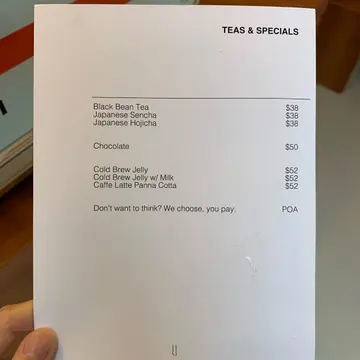 TEAS & SPECIALS
Black Bean Tea $38
Japanese Sencha $38
Japanese Hojicha $38
Chocolate $50
Cold Brew Jelly $52
Cold Brew Jelly w/ Milk $52
Caffe Latte Panna Cotta $52
Don't want to think? We choose, you pay. POA